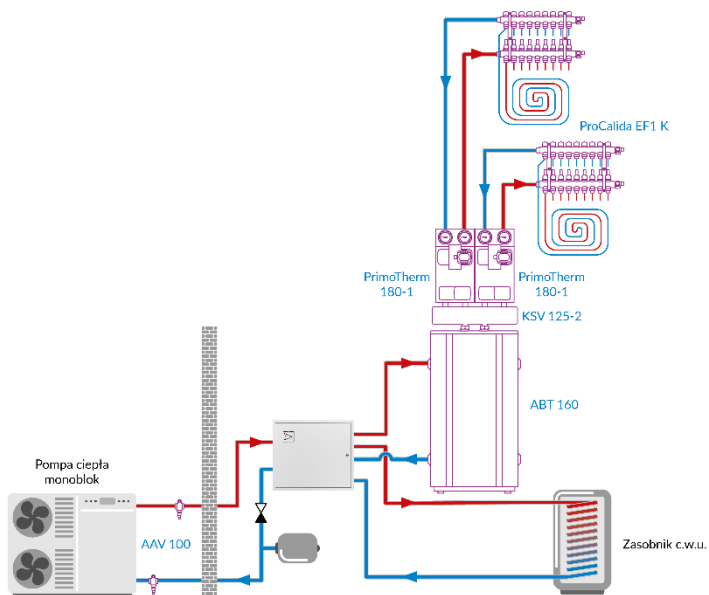 ProCalida EF1 K
PrimoTherm
180-1
PrimoTherm
180-1
KSV 125-2
ABT 160
Pompa ciepła
monoblok
AAV 100
Zasobnik c.w.u.